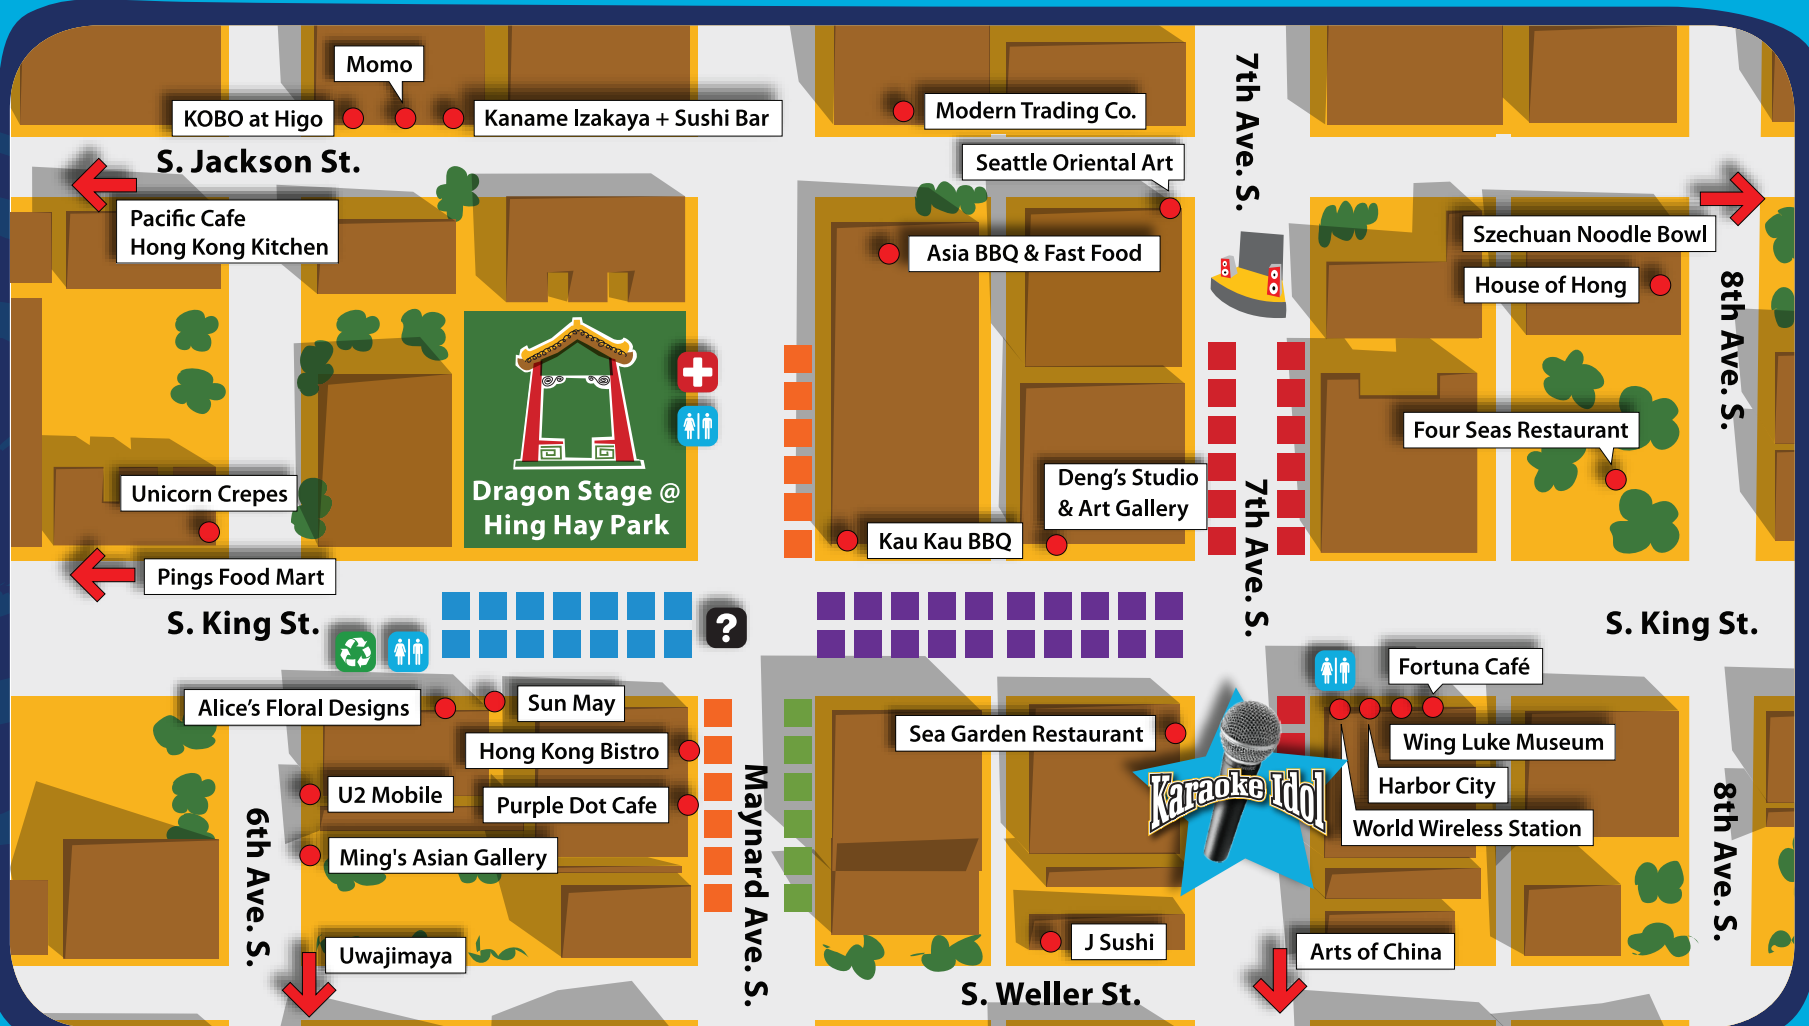 Momo
KOBO at Higo
Kaname Izakaya + Sushi Bar
Modern Trading Co.
7th Ave. S.
S. Jackson St.
Seattle Oriental Art
Pacific Cafe
Hong Kong Kitchen
Asia BBQ & Fast Food
Szechuan Noodle Bowl
House of Hong
8th Ave. S.
Four Seas Restaurant
Unicorn Crepes
Dragon Stage @
Hing Hay Park
Deng's Studio
& Art Gallery
7th Ave. S.
Kau Kau BBQ
Pings Food Mart
S. King St.
?
S. King St.
Fortuna Café
Alice's Floral Designs
Sun May
Sea Garden Restaurant
Wing Luke Museum
Hong Kong Bistro
Harbor City
U2 Mobile
Purple Dot Cafe
Karaoke Idol
World Wireless Station
Ming's Asian Gallery
6th Ave. S.
Maynard Ave. S.
8th Ave. S.
J Sushi
Arts of China
Uwajimaya
S. Weller St.